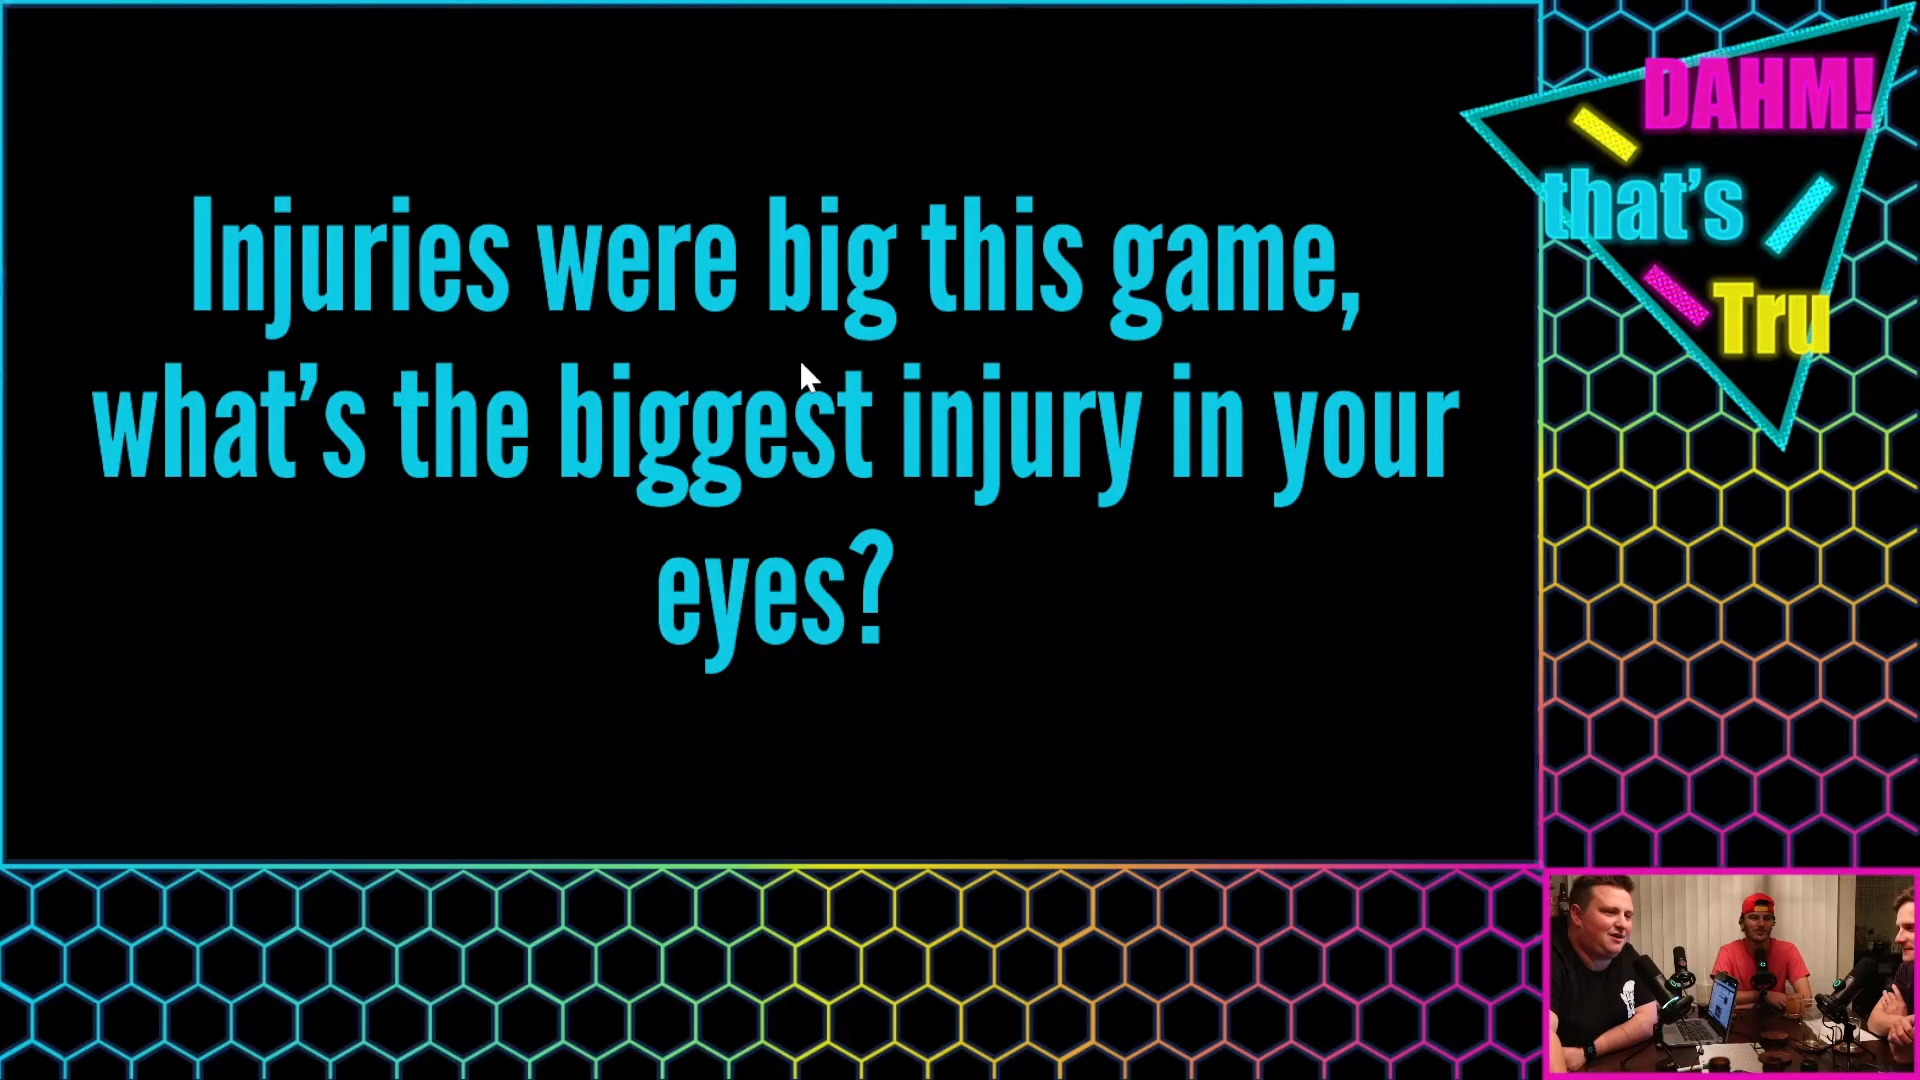 Injuries were big this game,
what's the biggest injury in your
eyes?
DAHM!
that's
Tru